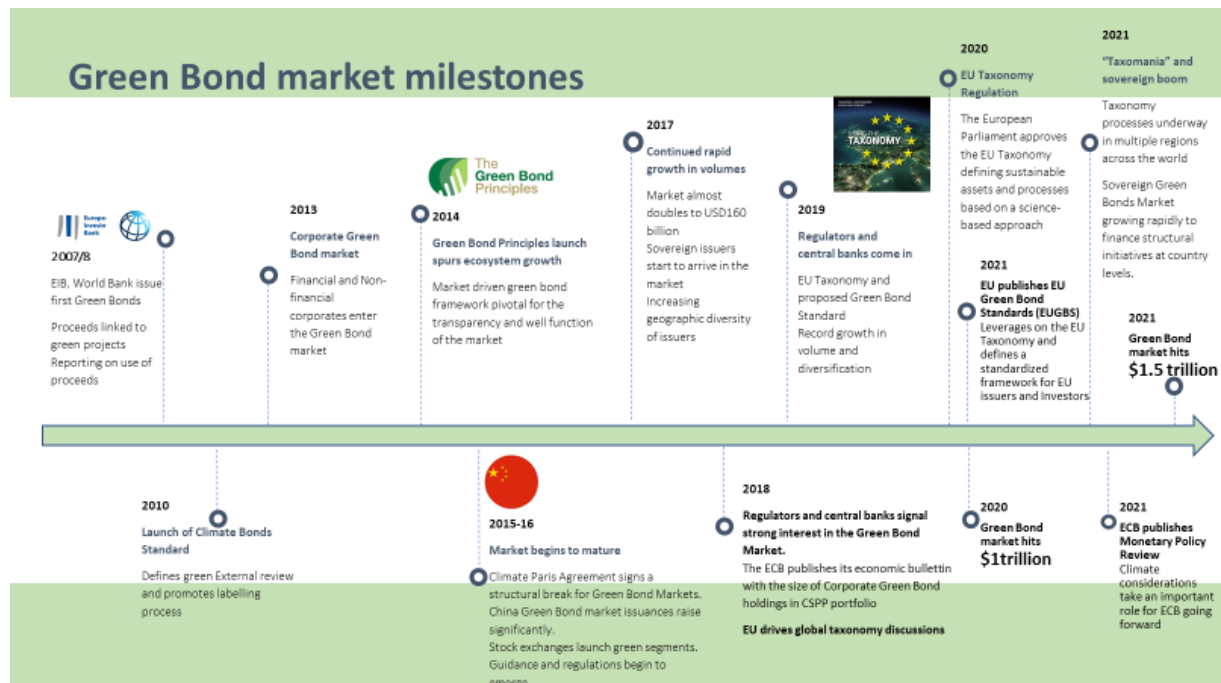 Green Bond market milestones
2007/8
EIB, World Bank issue
first Green Bonds
Proceeds linked to
green projects
Reporting on use of
proceeds
2010
Launch of Climate Bonds
Standard
Defines green External review
and promotes labelling
process
2013
Corporate Green
Bond market
Financial and Non-
financial
corporates enter
the Green Bond
market
The
Green Bond
Principles
2014
Green Bond Principles launch
spurs ecosystem growth
Market driven green bond
framework pivotal for the
transparency and well function
of the market
2015-16
Market begins to mature
Climate Paris Agreement signs a
structural break for Green Bond Markets.
China Green Bond market issuances raise
significantly.
Stock exchanges launch green segments.
Guidance and regulations begin to
2017
Continued rapid
growth in volumes
Market almost
doubles to USD160
billion
Sovereign issuers
start to arrive in the
market
Increasing
geographic diversity
of issuers
2018
Regulators and central banks signal
strong interest in the Green Bond
Market.
The ECB publishes its economic bullettin
with the size of Corporate Green Bond
holdings in CSPP portfolio
EU drives global taxonomy discussions
TAXONOMY
2019
Regulators and
central banks come in
EU Taxonomy and
proposed Green Bond
Standard
Record growth in
volume and
diversification
2020
EU Taxonomy
Regulation
The European
Parliament approves
the EU Taxonomy
defining sustainable
assets and processes
based on a science-
based approach
2021
EU publishes EU
Green Bond
Standards (EUGBS)
Leverages on the EU
Taxonomy and
defines a
standardized
framework for EU
issuers and Investors
2020
Green Bond
market hits
$1trillion
2021
"Taxomania" and
sovereign boom
Taxonomy
processes underway
in multiple regions
across the world
Sovereign Green
Bonds Market
growing rapidly to
finance structural
initiatives at country
levels.
2021
Green Bond
market hits
$1.5 trillion
2021
ECB publishes
Monetary Policy
Review
Climate
considerations
take an important
role for ECB going
forward